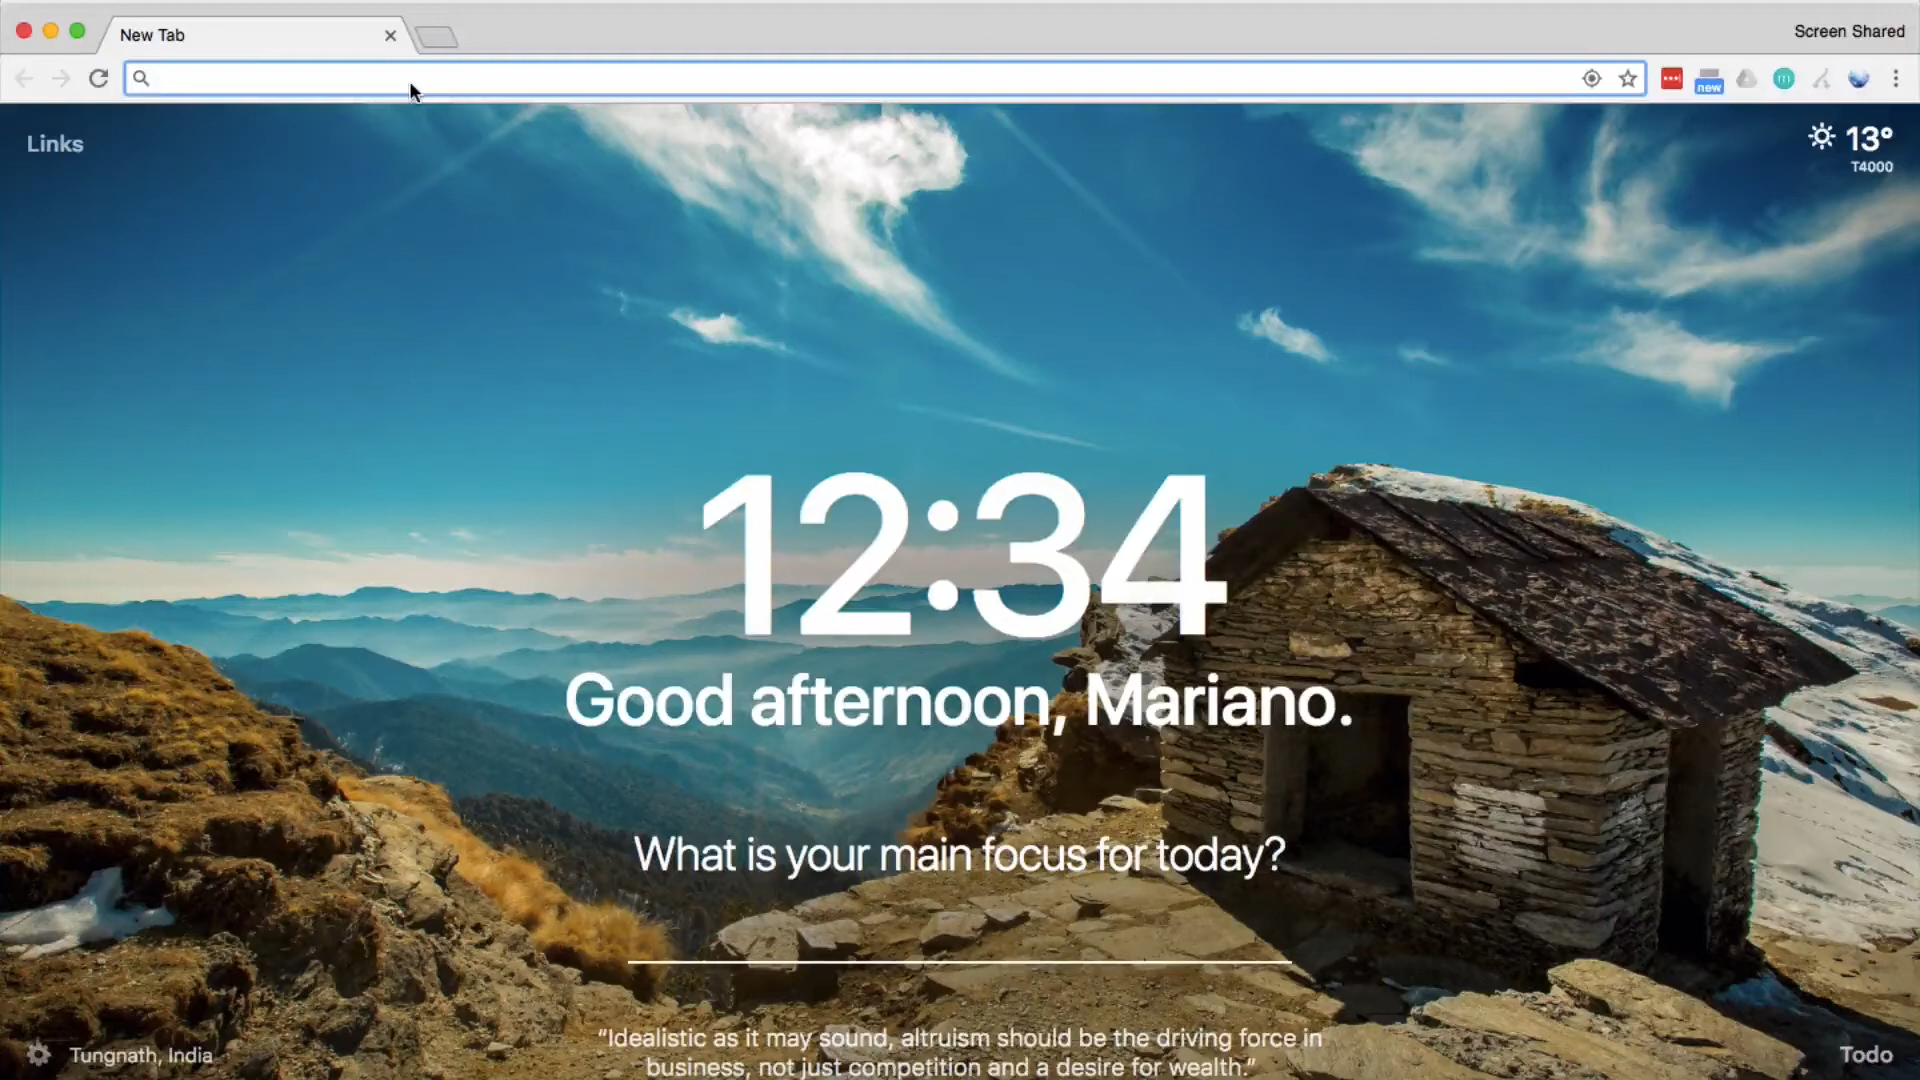 New Tab
Screen Shared
new
m
Links
13°
T4000
12:34
Good afternoon, Mariano.
What is your main focus for today?
“Idealistic as it may sound, altruism should be the driving force in
business, not just competition and a desire for wealth.”
Tungnath, India
Todo